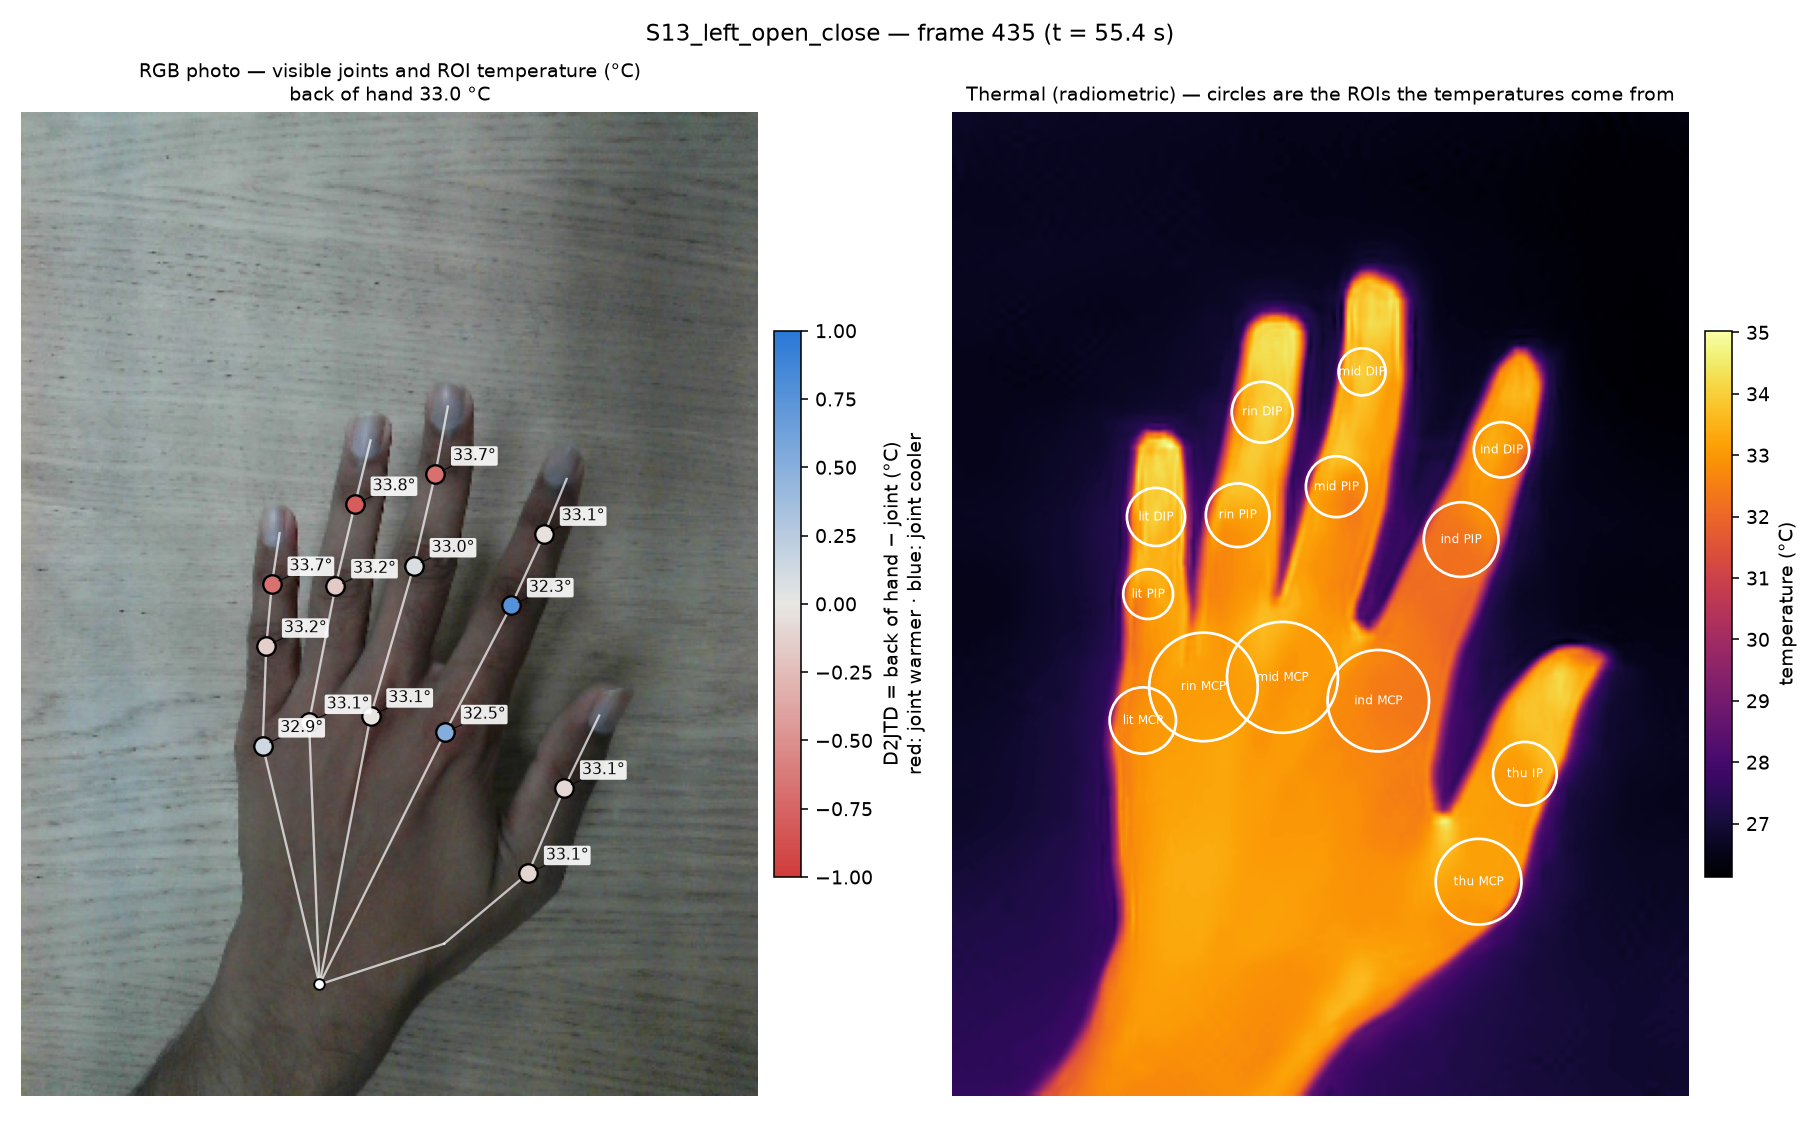 S13_left_open_close — frame 435 (t = 55.4 s)
RGB photo — visible joints and ROI temperature (°C)
back of hand 33.0 °C
33.7°
33.8°
33.1°
33.7°
33.2°
33.0°
32.3°
33.2°
33.1°
33.1°
32.5°
32.9°
33.1°
33.1°
1.00
0.75
0.50
0.25
0.00
−0.25
−0.50
−0.75
−1.00
D2JTD = back of hand − joint (°C)
red: joint warmer · blue: joint cooler
Thermal (radiometric) — circles are the ROIs the temperatures come from
mid DIP
rin DIP
ind DIP
mid PIP
lit DIP
rin PIP
ind PIP
lit PIP
mid MCP
rin MCP
ind MCP
lit MCP
thu IP
thu MCP
35
34
33
32
31
30
29
28
27
temperature (°C)